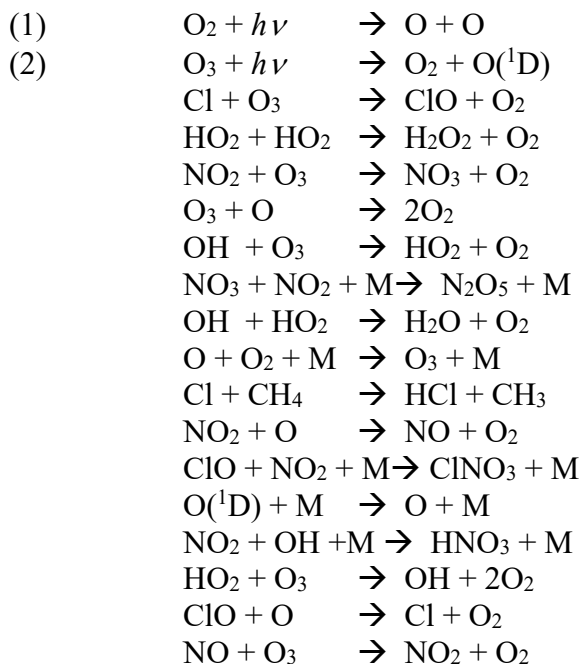 (1) O₂ + hν → O + O
(2) O₃ + hν → O₂ + O(¹D)
Cl + O₃ → ClO + O₂
HO₂ + HO₂ → H₂O₂ + O₂
NO₂ + O₃ → NO₃ + O₂
O₃ + O → 2O₂
OH + O₃ → HO₂ + O₂
NO₃ + NO₂ + M → N₂O₅ + M
OH + HO₂ → H₂O + O₂
O + O₂ + M → O₃ + M
Cl + CH₄ → HCl + CH₃
NO₂ + O → NO + O₂
ClO + NO₂ + M → ClNO₃ + M
O(¹D) + M → O + M
NO₂ + OH +M → HNO₃ + M
HO₂ + O₃ → OH + 2O₂
ClO + O → Cl + O₂
NO + O₃ → NO₂ + O₂